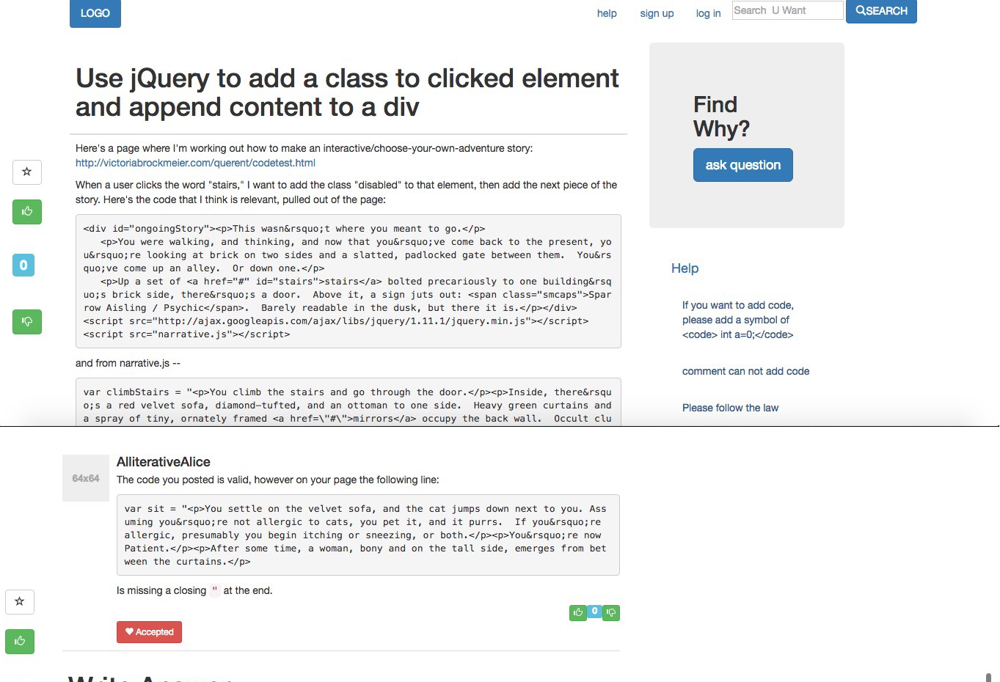 LOGO
help sign up log in Search U Want SEARCH
Use jQuery to add a class to clicked element
and append content to a div
Find
Why?
ask question
Here's a page where I'm working out how to make an interactive/choose-your-own-adventure story:
http://victoriabrockmeier.com/querent/codetest.html
When a user clicks the word "stairs," I want to add the class "disabled" to that element, then add the next piece of the
story. Here's the code that I think is relevant, pulled out of the page:
<div id="ongoingStory"><p>This wasn&rsquo;t where you meant to go.</p>
<p>You were walking, and thinking, and now that you&rsquo;ve come back to the present, yo
u&rsquo;re looking at brick on two sides and a slatted, padlocked gate between them.  You&rs
quo;ve come up an alley.  Or down one.</p>
<p>Up a set of <a href="#" id="stairs">stairs</a> bolted precariously to one building&rsq
uo;s brick side, there&rsquo;s a door.  Above it, a sign juts out: <span class="smcaps">Spar
row Aisling / Psychic</span>.  Barely readable in the dusk, but there it is.</p></div>
<script src="http://ajax.googleapis.com/ajax/libs/jquery/1.11.1/jquery.min.js"></script>
<script src="narrative.js"></script>
0
and from narrative.js --
var climbStairs = "<p>You climb the stairs and go through the door.</p><p>Inside, there&rsqu
o;s a red velvet sofa, diamond-tufted, and an ottoman to one side.  Heavy green curtains and
a spray of tiny, ornately framed <a href=\"#\">mirrors</a> occupy the back wall.  Occult clu
Help
If you want to add code,
please add a symbol of
<code> int a=0;</code>
comment can not add code
Please follow the law
64x64
AlliterativeAlice
The code you posted is valid, however on your page the following line:
var sit = "<p>You settle on the velvet sofa, and the cat jumps down next to you. Ass
uming you&rsquo;re not allergic to cats, you pet it, and it purrs.  If you&rsquo;re
allergic, presumably you begin itching or sneezing, or both.</p><p>You&rsquo;re now
Patient.</p><p>After some time, a woman, bony and on the tall side, emerges from bet
ween the curtains.</p>
Is missing a closing " at the end.
0
Accepted
Write Answer